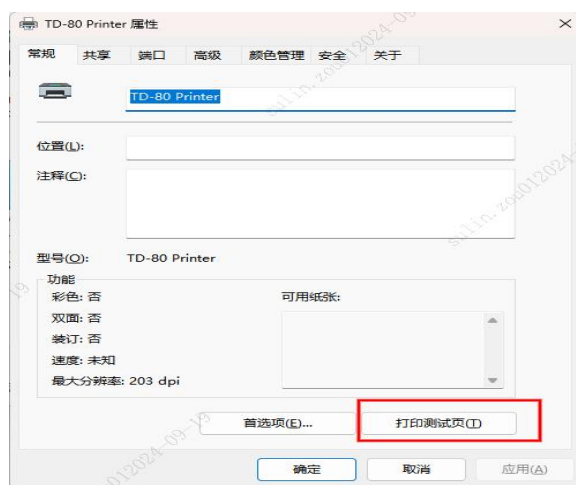 TD-80 Printer 属性
常规 共享 端口 高级 颜色管理 安全 关于
TD-80 Printer
位置(L):
注释(C):
型号(O): TD-80 Printer
功能
彩色: 否 可用纸张:
双面: 否
装订: 否
速度: 未知
最大分辨率: 203 dpi
首选项(E)... 打印测试页(T)
确定 取消 应用(A)